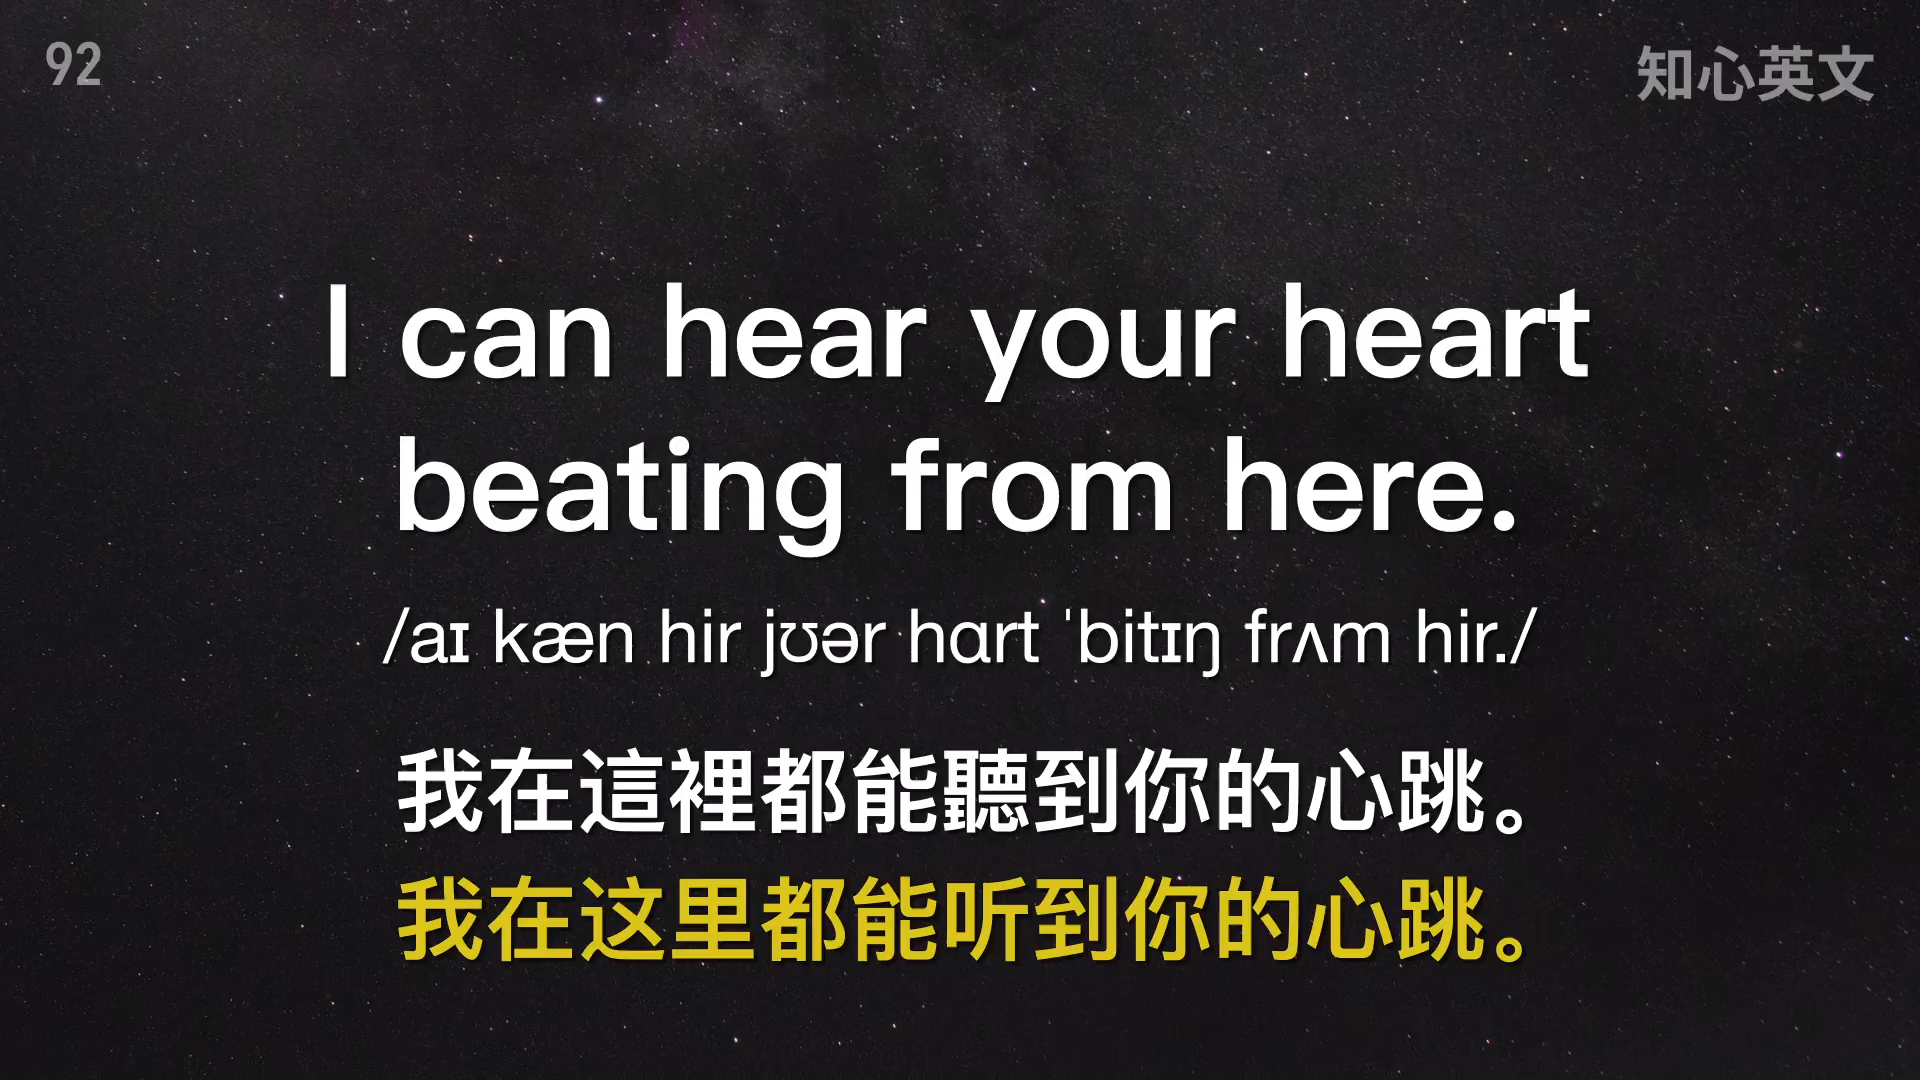 92
知心英文
I can hear your heart
beating from here.
/aɪ kæn hir jʊər hɑrt ˈbitɪŋ frʌm hir./
我在這裡都能聽到你的心跳。
我在这里都能听到你的心跳。